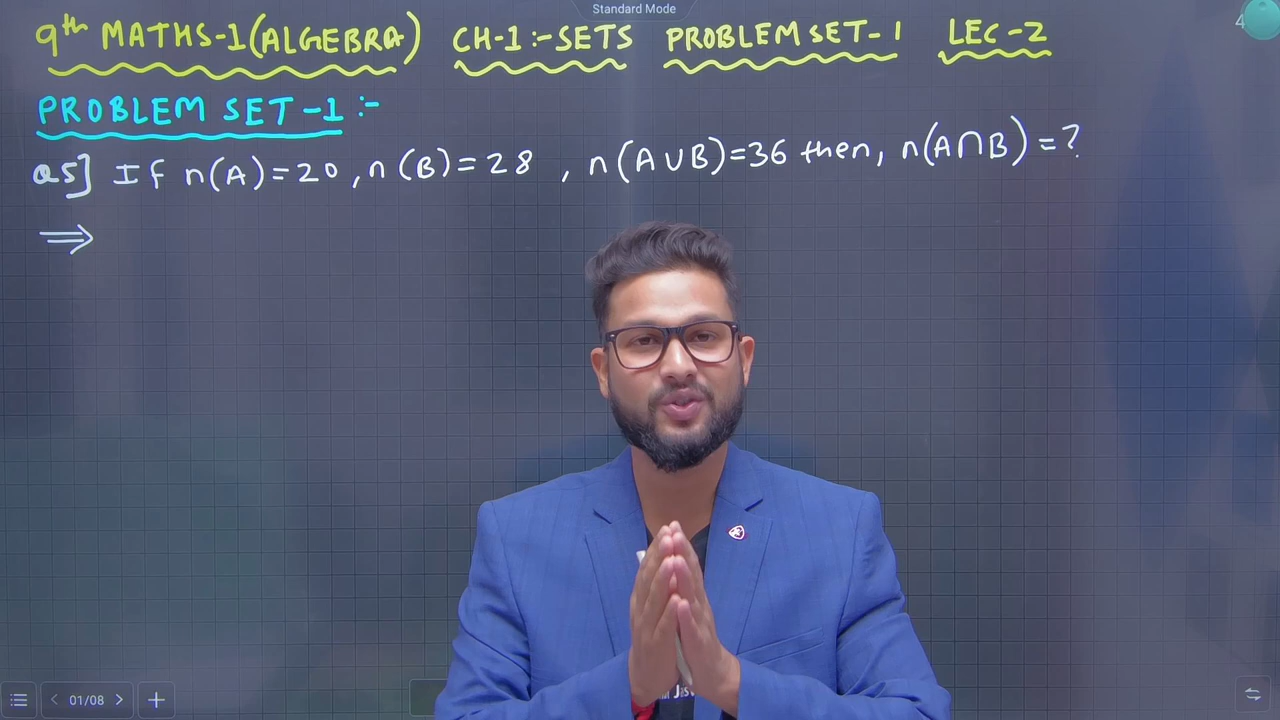 Standard Mode
9th MATHS-1(ALGEBRA) CH-1:-SETS PROBLEM SET-1 LEC-2
PROBLEM SET-1 :-
Q5] If n(A)=20, n(B)=28, n(A∪B)=36 then, n(A∩B)=?
⇒
01/08